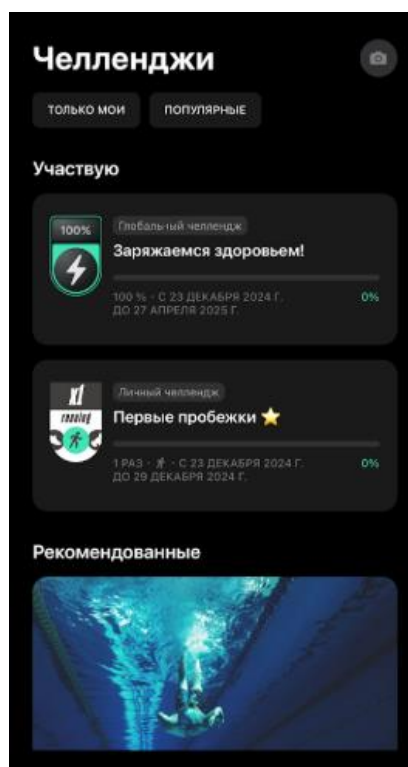 Челленджи
ТОЛЬКО МОИ
ПОПУЛЯРНЫЕ
Участвую
100%
Глобальный челлендж
Заряжаемся здоровьем!
100 % · С 23 ДЕКАБРЯ 2024 Г.
ДО 27 АПРЕЛЯ 2025 Г.
0%
x1
running
Личный челлендж
Первые пробежки ⭐
1 РАЗ · С 23 ДЕКАБРЯ 2024 Г.
ДО 29 ДЕКАБРЯ 2024 Г.
0%
Рекомендованные